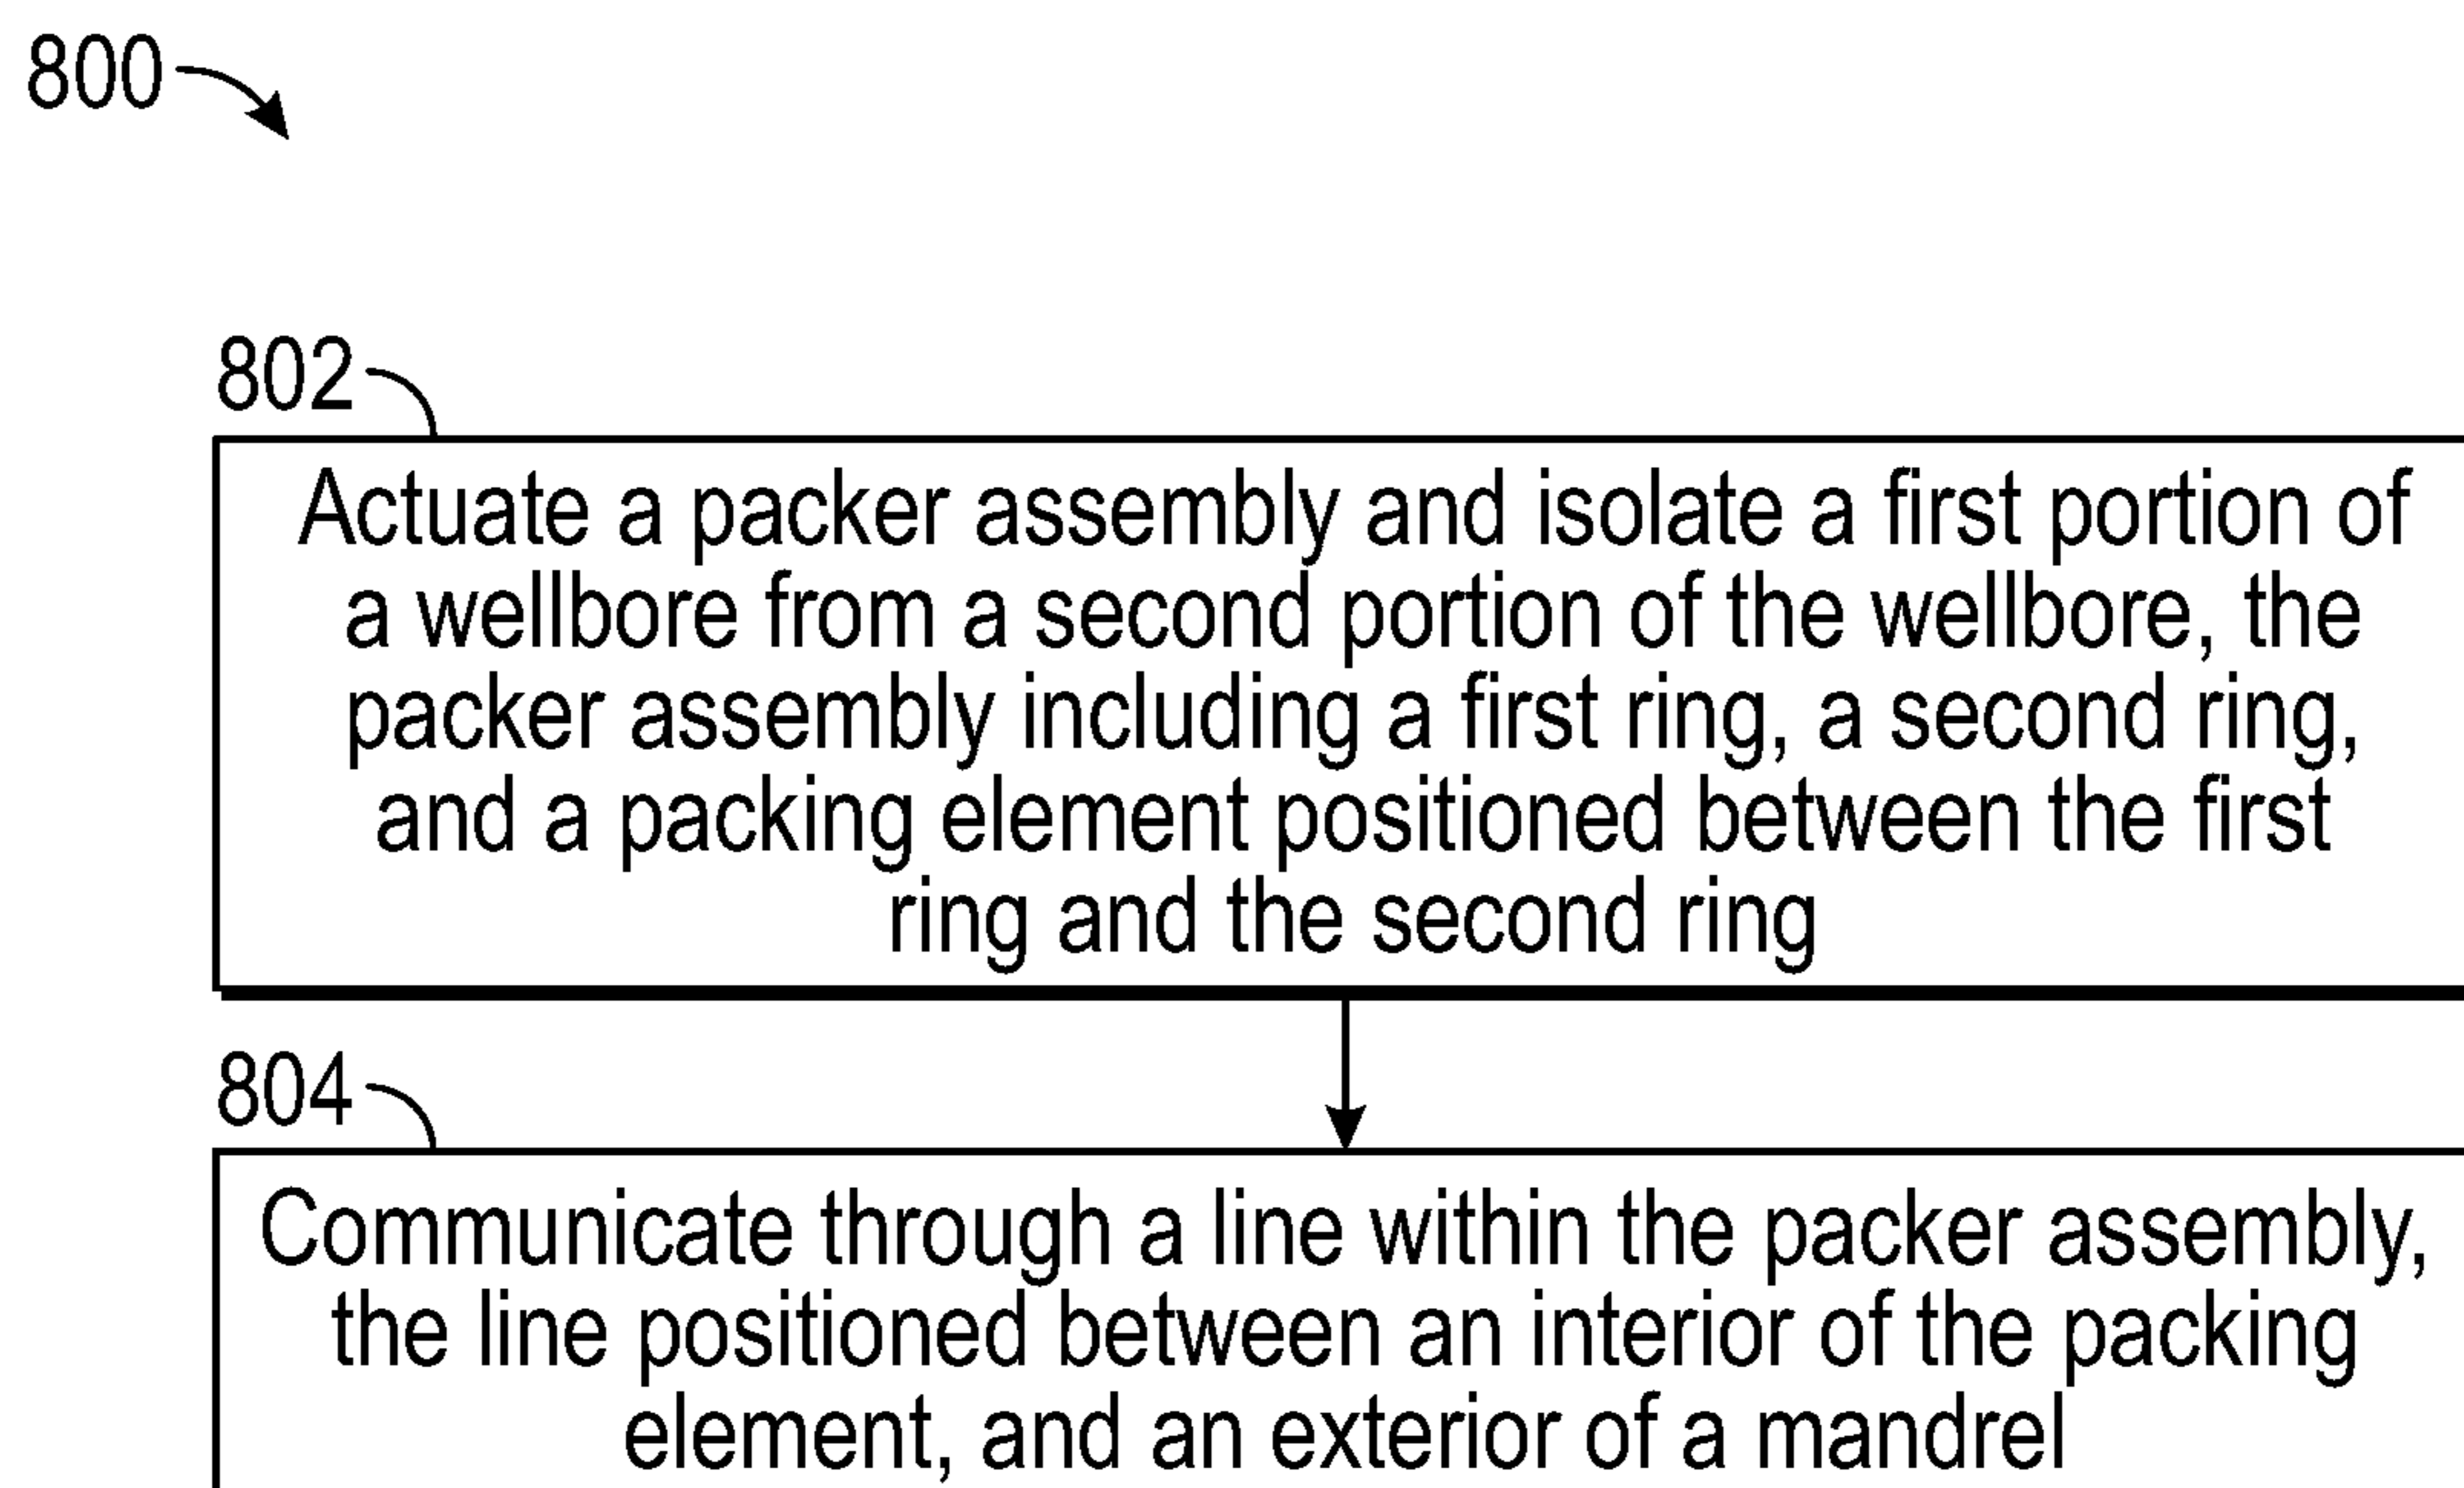 800
802
Actuate a packer assembly and isolate a first portion of
a wellbore from a second portion of the wellbore, the
packer assembly including a first ring, a second ring,
and a packing element positioned between the first
ring and the second ring
804
Communicate through a line within the packer assembly,
the line positioned between an interior of the packing
element, and an exterior of a mandrel